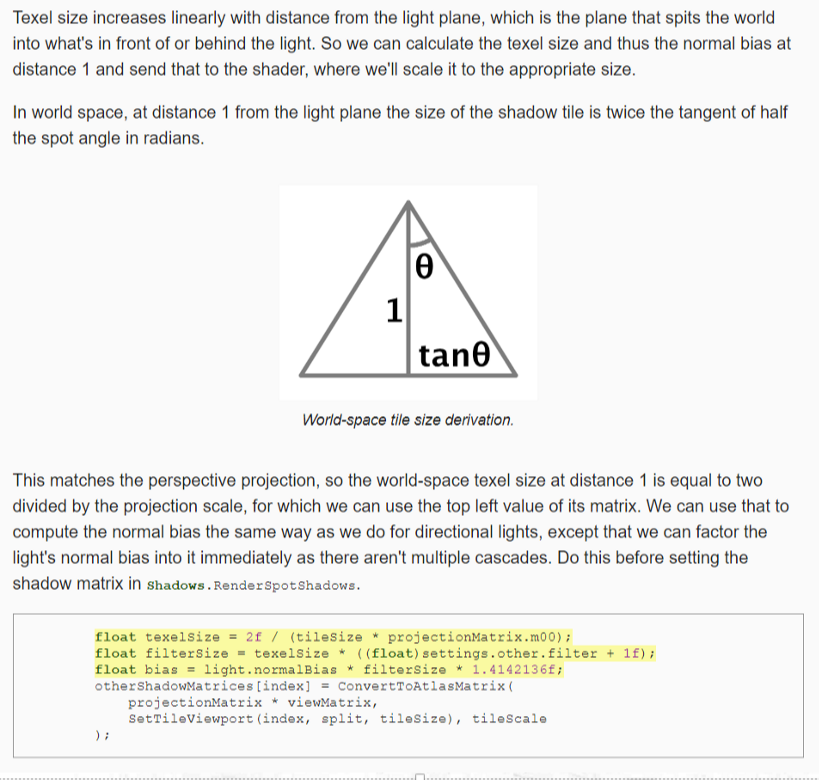 Texel size increases linearly with distance from the light plane, which is the plane that spits the world
into what's in front of or behind the light. So we can calculate the texel size and thus the normal bias at
distance 1 and send that to the shader, where we'll scale it to the appropriate size.
In world space, at distance 1 from the light plane the size of the shadow tile is twice the tangent of half
the spot angle in radians.
θ
1
tanθ
World-space tile size derivation.
This matches the perspective projection, so the world-space texel size at distance 1 is equal to two
divided by the projection scale, for which we can use the top left value of its matrix. We can use that to
compute the normal bias the same way as we do for directional lights, except that we can factor the
light's normal bias into it immediately as there aren't multiple cascades. Do this before setting the
shadow matrix in Shadows.RenderSpotShadows.
float texelSize = 2f / (tileSize * projectionMatrix.m00);
float filterSize = texelSize * ((float)settings.other.filter + 1f);
float bias = light.normalBias * filterSize * 1.4142136f;
otherShadowMatrices[index] = ConvertToAtlasMatrix(
projectionMatrix * viewMatrix,
SetTileViewport(index, split, tileSize), tileScale
);